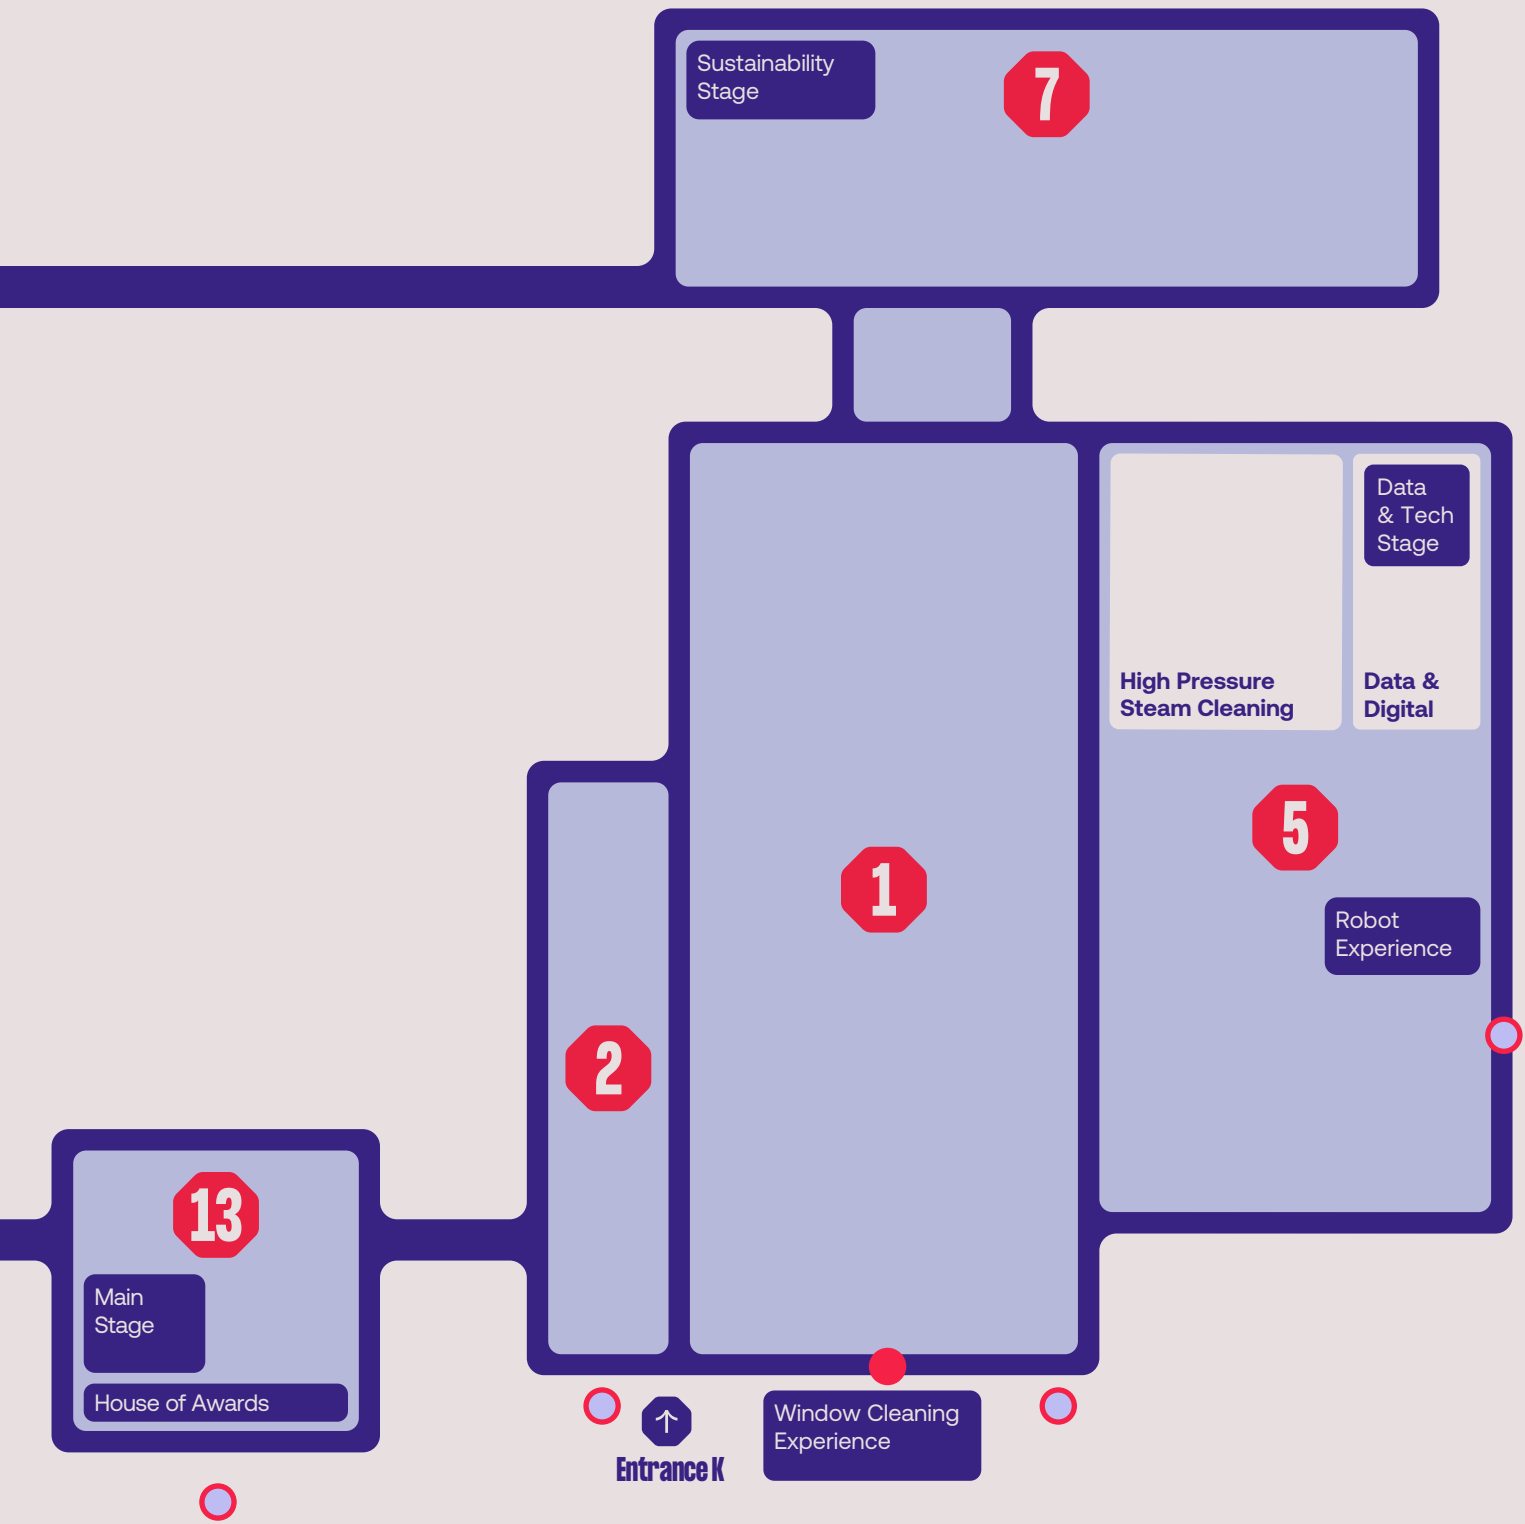 Sustainability
Stage
7
Data
& Tech
Stage
High Pressure
Steam Cleaning
Data &
Digital
5
1
Robot
Experience
2
13
Main
Stage
House of Awards
Window Cleaning
Experience
Entrance K